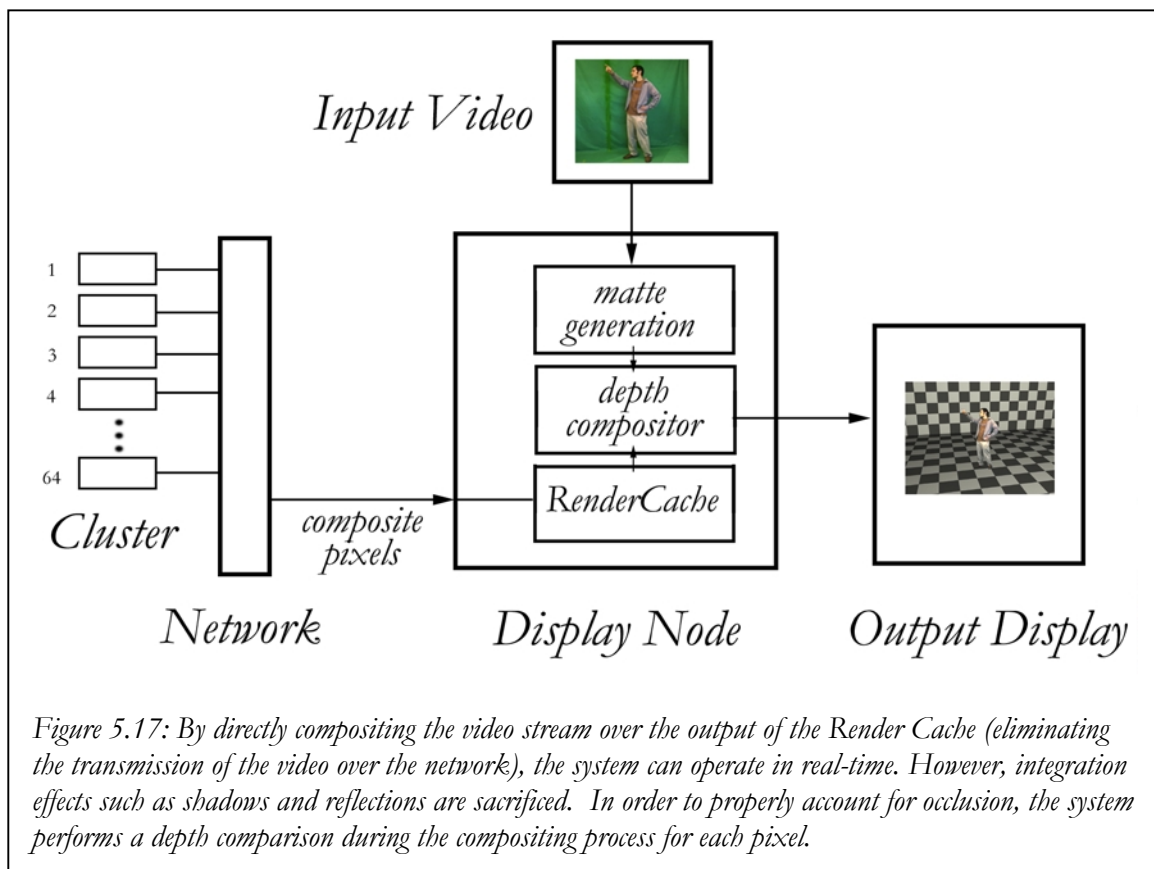 Input Video
1
2
3
4
64
Cluster
Network
composite
pixels
matte
generation
depth
compositor
RenderCache
Display Node
Output Display
Figure 5.17: By directly compositing the video stream over the output of the Render Cache (eliminating
the transmission of the video over the network), the system can operate in real-time. However, integration
effects such as shadows and reflections are sacrificed.  In order to properly account for occlusion, the system
performs a depth comparison during the compositing process for each pixel.